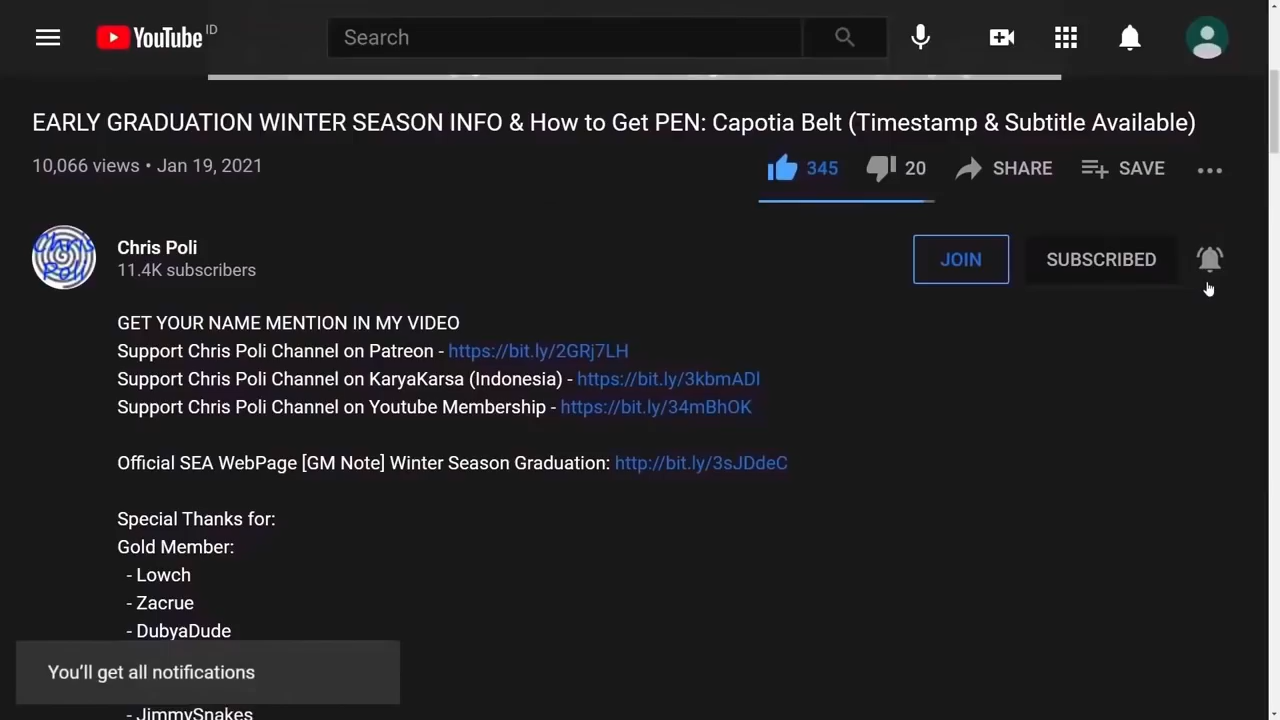 YouTube ID
Search
EARLY GRADUATION WINTER SEASON INFO & How to Get PEN: Capotia Belt (Timestamp & Subtitle Available)
10,066 views • Jan 19, 2021
345
20
SHARE
SAVE
Chris Poli
Chris Poli
11.4K subscribers
JOIN
SUBSCRIBED
GET YOUR NAME MENTION IN MY VIDEO
Support Chris Poli Channel on Patreon - https://bit.ly/2GRj7LH
Support Chris Poli Channel on KaryaKarsa (Indonesia) - https://bit.ly/3kbmADl
Support Chris Poli Channel on Youtube Membership - https://bit.ly/34mBhOK
Official SEA WebPage [GM Note] Winter Season Graduation: http://bit.ly/3sJDdeC
Special Thanks for:
Gold Member:
- Lowch
- Zacrue
- DubyaDude
You'll get all notifications
- JimmySnakes